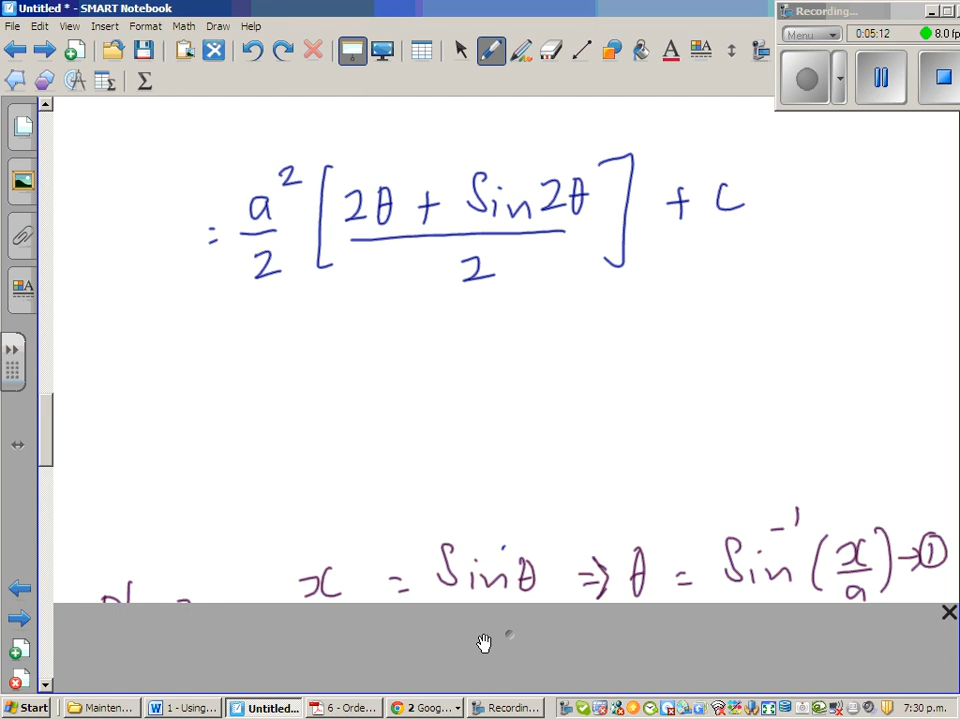 Untitled * - SMART Notebook
Recording...
File Edit View Insert Format Math Draw Help
Menu 0:05:12 8.0 fp
= a²/2 [ (2θ + Sin2θ)/2 ] + C
x/a = Sinθ ⇒ θ = Sin⁻¹ (x/a) → ①
Start Mainten... 1 - Using... Untitled... 6 - Orde... 2 Goog... Recordin... 7:30 p.m.